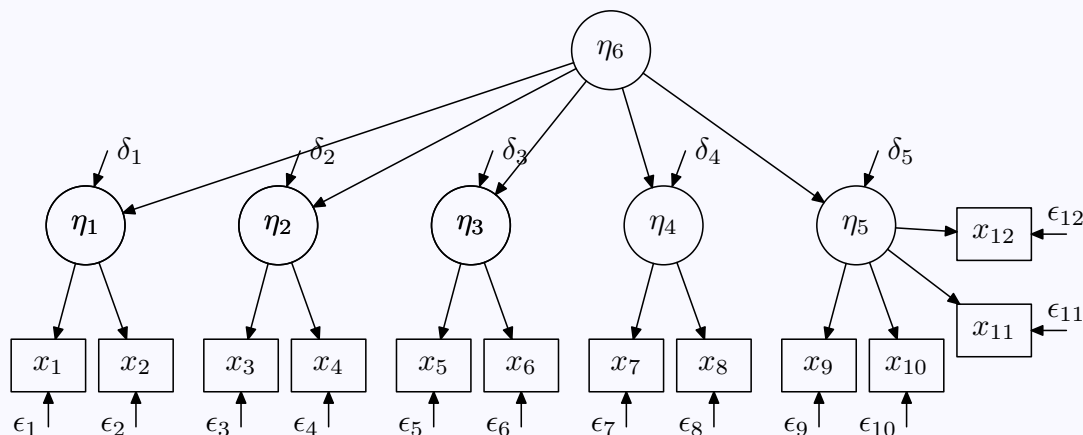 η₆
δ₁ δ₂ δ₃ δ₄ δ₅
η₁ η₂ η₃ η₄ η₅ x₁₂ ϵ₁₂
x₁₁ ϵ₁₁
x₁ x₂ x₃ x₄ x₅ x₆ x₇ x₈ x₉ x₁₀
ϵ₁ ϵ₂ ϵ₃ ϵ₄ ϵ₅ ϵ₆ ϵ₇ ϵ₈ ϵ₉ ϵ₁₀